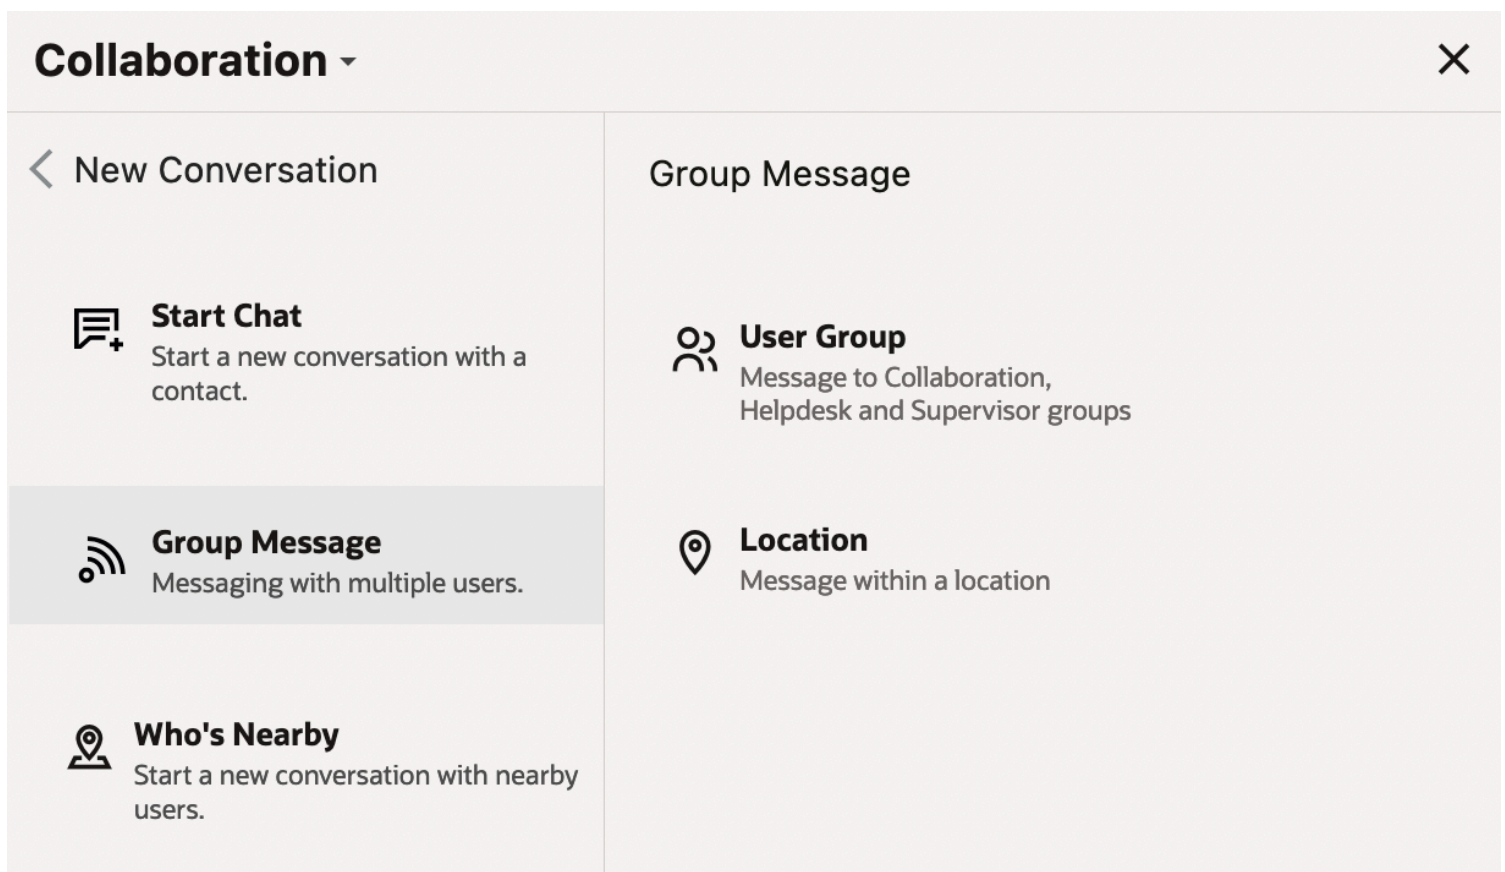 Collaboration
New Conversation
Start Chat
Start a new conversation with a
contact.
Group Message
Messaging with multiple users.
Who's Nearby
Start a new conversation with nearby
users.
Group Message
User Group
Message to Collaboration,
Helpdesk and Supervisor groups
Location
Message within a location